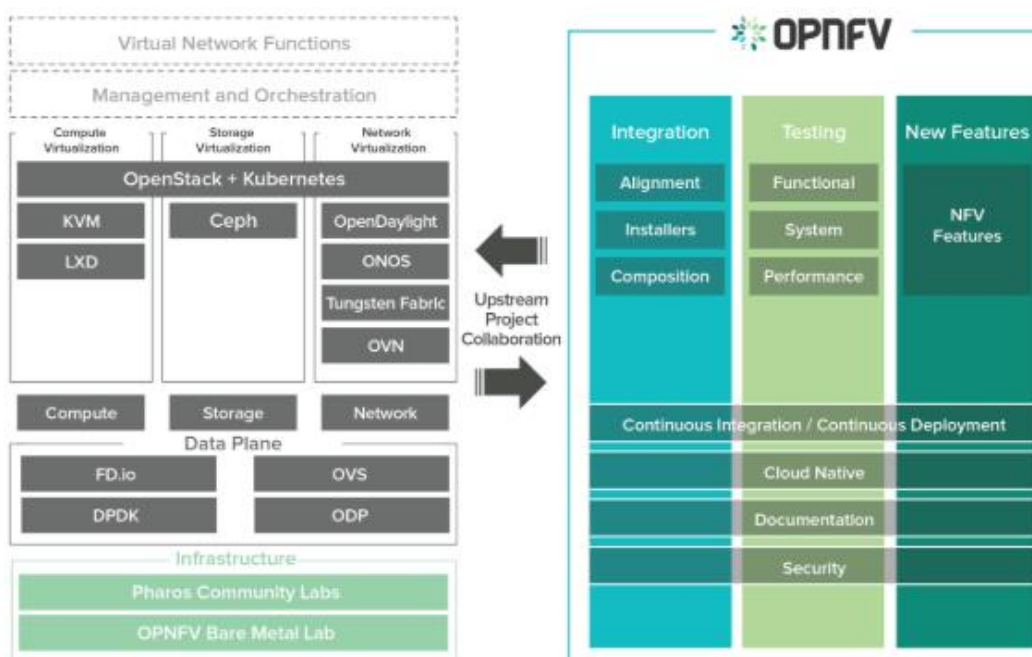 Virtual Network Functions
Management and Orchestration
Compute
Virtualization
Storage
Virtualization
Network
Virtualization
OpenStack + Kubernetes
KVM
Ceph
OpenDaylight
LXD
ONOS
Tungsten Fabric
OVN
Compute
Storage
Network
Data Plane
FD.io
OVS
DPDK
ODP
Infrastructure
Pharos Community Labs
OPNFV Bare Metal Lab
Upstream
Project
Collaboration
OPNFV
Integration
Testing
New Features
Alignment
Functional
NFV
Features
Installers
System
Composition
Performance
Continuous Integration / Continuous Deployment
Cloud Native
Documentation
Security